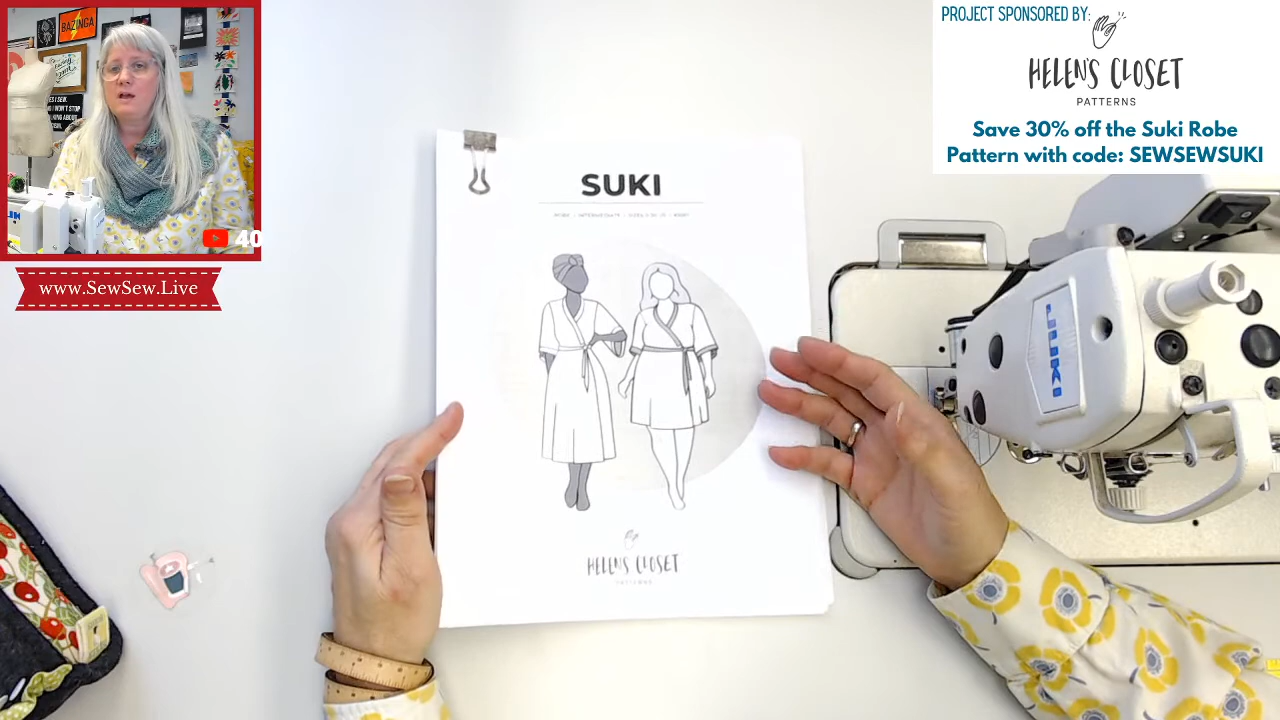 BAZINGA
PROJECT SPONSORED BY:
HELEN'S CLOSET
PATTERNS
Save 30% off the Suki Robe
Pattern with code: SEWSEWSUKI
40
www.SewSew.Live
SUKI
JUKI
HELEN'S CLOSET
PATTERNS